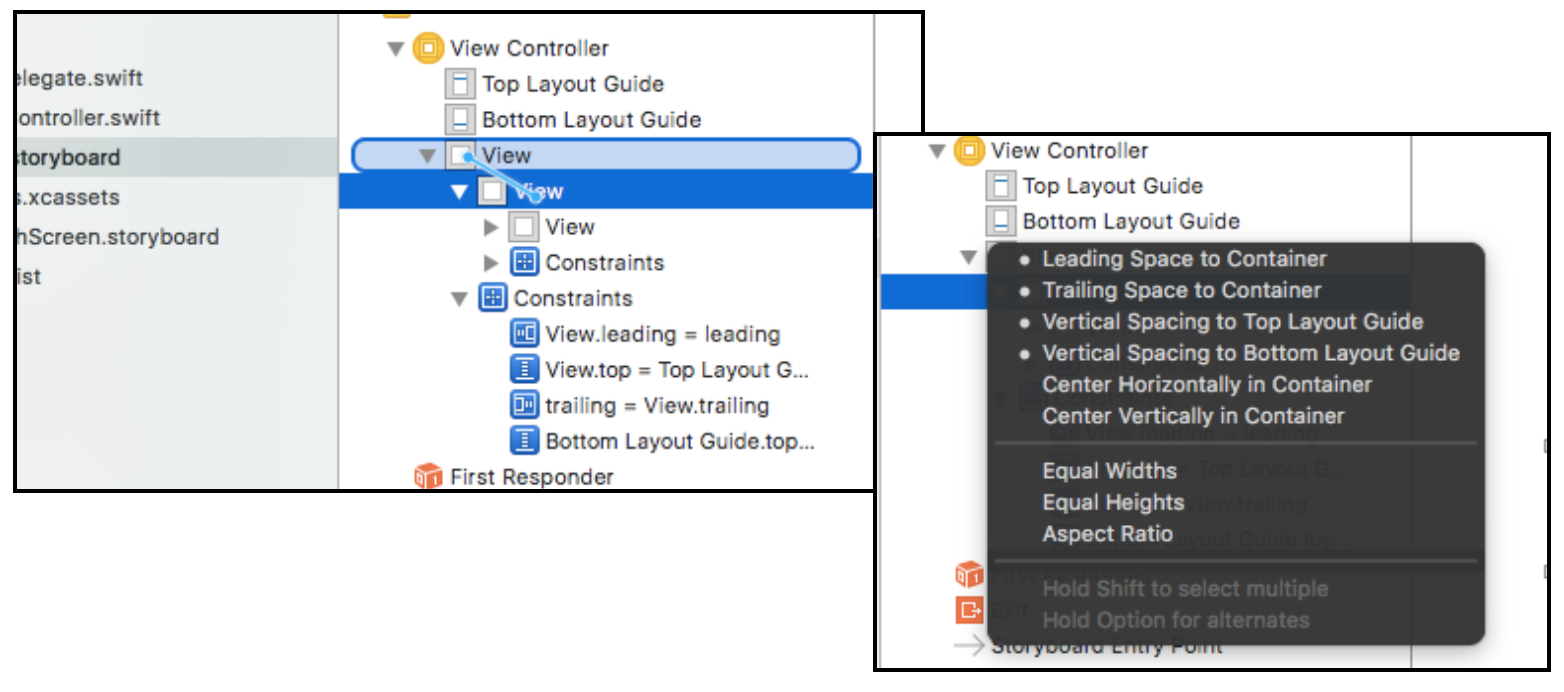 elegate.swift
ontroller.swift
storyboard
s.xcassets
hScreen.storyboard
ist
View Controller
Top Layout Guide
Bottom Layout Guide
View
View
View
Constraints
Constraints
View.leading = leading
View.top = Top Layout G...
trailing = View.trailing
Bottom Layout Guide.top...
First Responder
View Controller
Top Layout Guide
Bottom Layout Guide
Leading Space to Container
Trailing Space to Container
Vertical Spacing to Top Layout Guide
Vertical Spacing to Bottom Layout Guide
Center Horizontally in Container
Center Vertically in Container
Equal Widths
Equal Heights
Aspect Ratio
Hold Shift to select multiple
Hold Option for alternates
Exit
Storyboard Entry Point